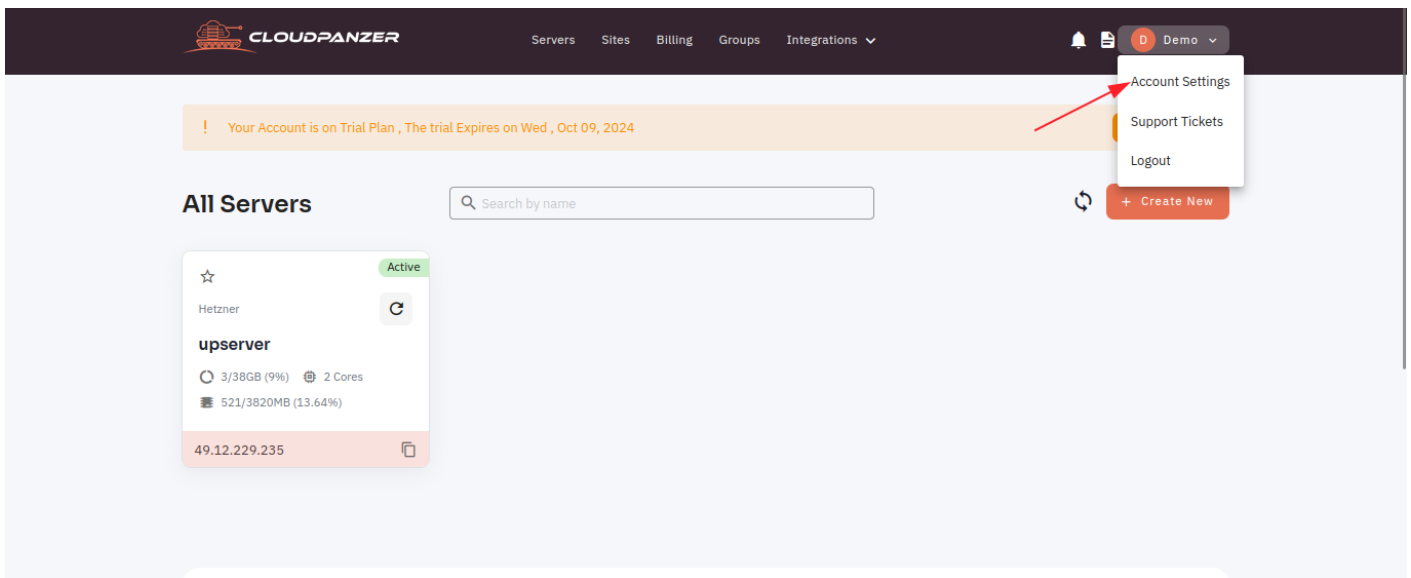 CLOUDPANZER
Servers Sites Billing Groups Integrations
D Demo
Account Settings
Support Tickets
Logout
! Your Account is on Trial Plan , The trial Expires on Wed , Oct 09, 2024
All Servers
Search by name
+ Create New
Active
Hetzner
upserver
3/38GB (9%) 2 Cores
521/3820MB (13.64%)
49.12.229.235